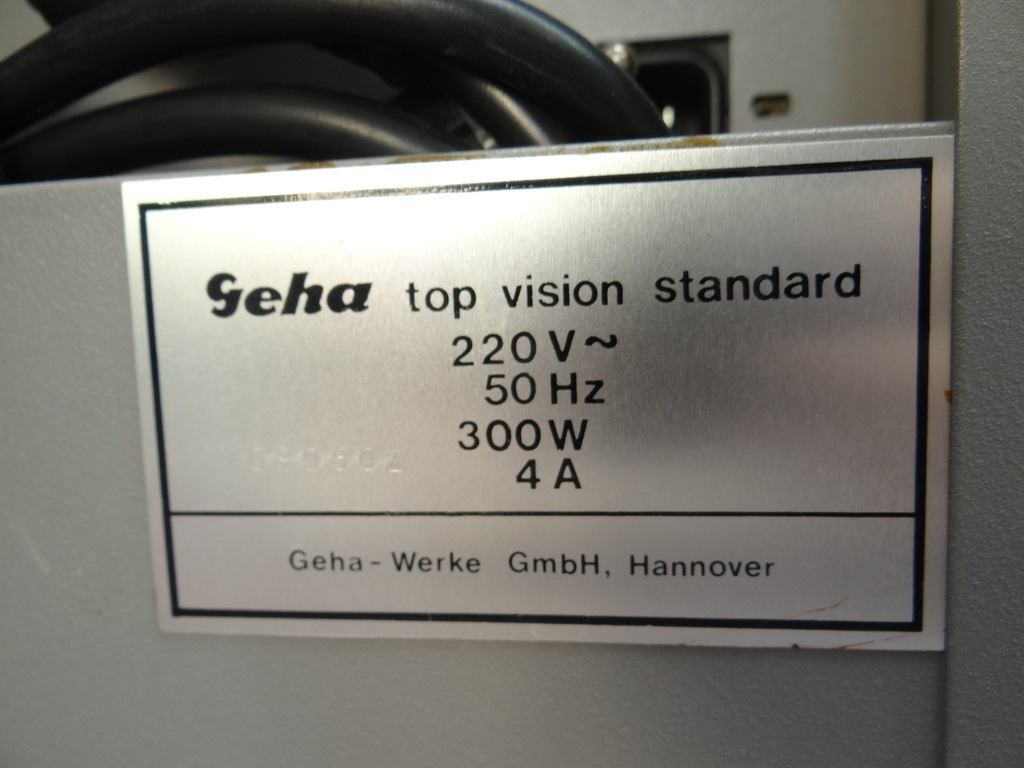 Geha top vision standard
220 V ~
50 Hz
300 W
4 A
Geha-Werke GmbH, Hannover